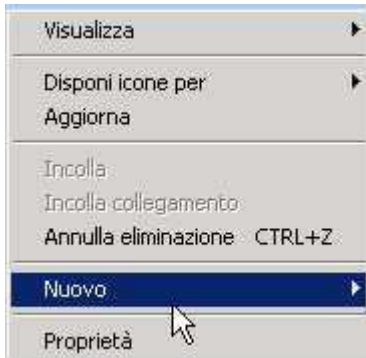 Visualizza
Disponi icone per
Aggiorna
Incolla
Incolla collegamento
Annulla eliminazione CTRL+Z
Nuovo
Proprietà